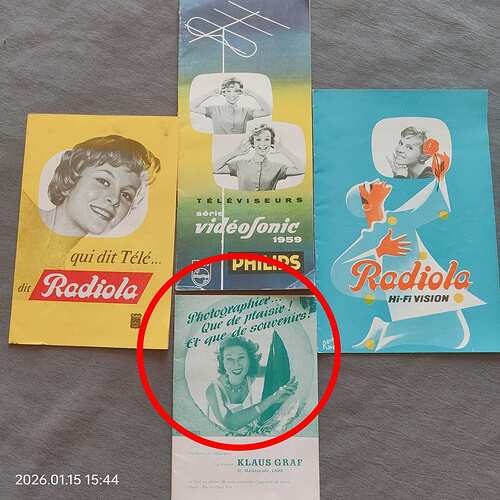 TÉLÉVISEURS
série
vidéoSonic
1959
PHILIPS
qui dit Télé...
dit Radiola
Radiola
Hi-Fi VISION
Photographier...
Que de plaisir!
Et que de souvenirs!
KLAUS GRAF
2026.01.15 15:44